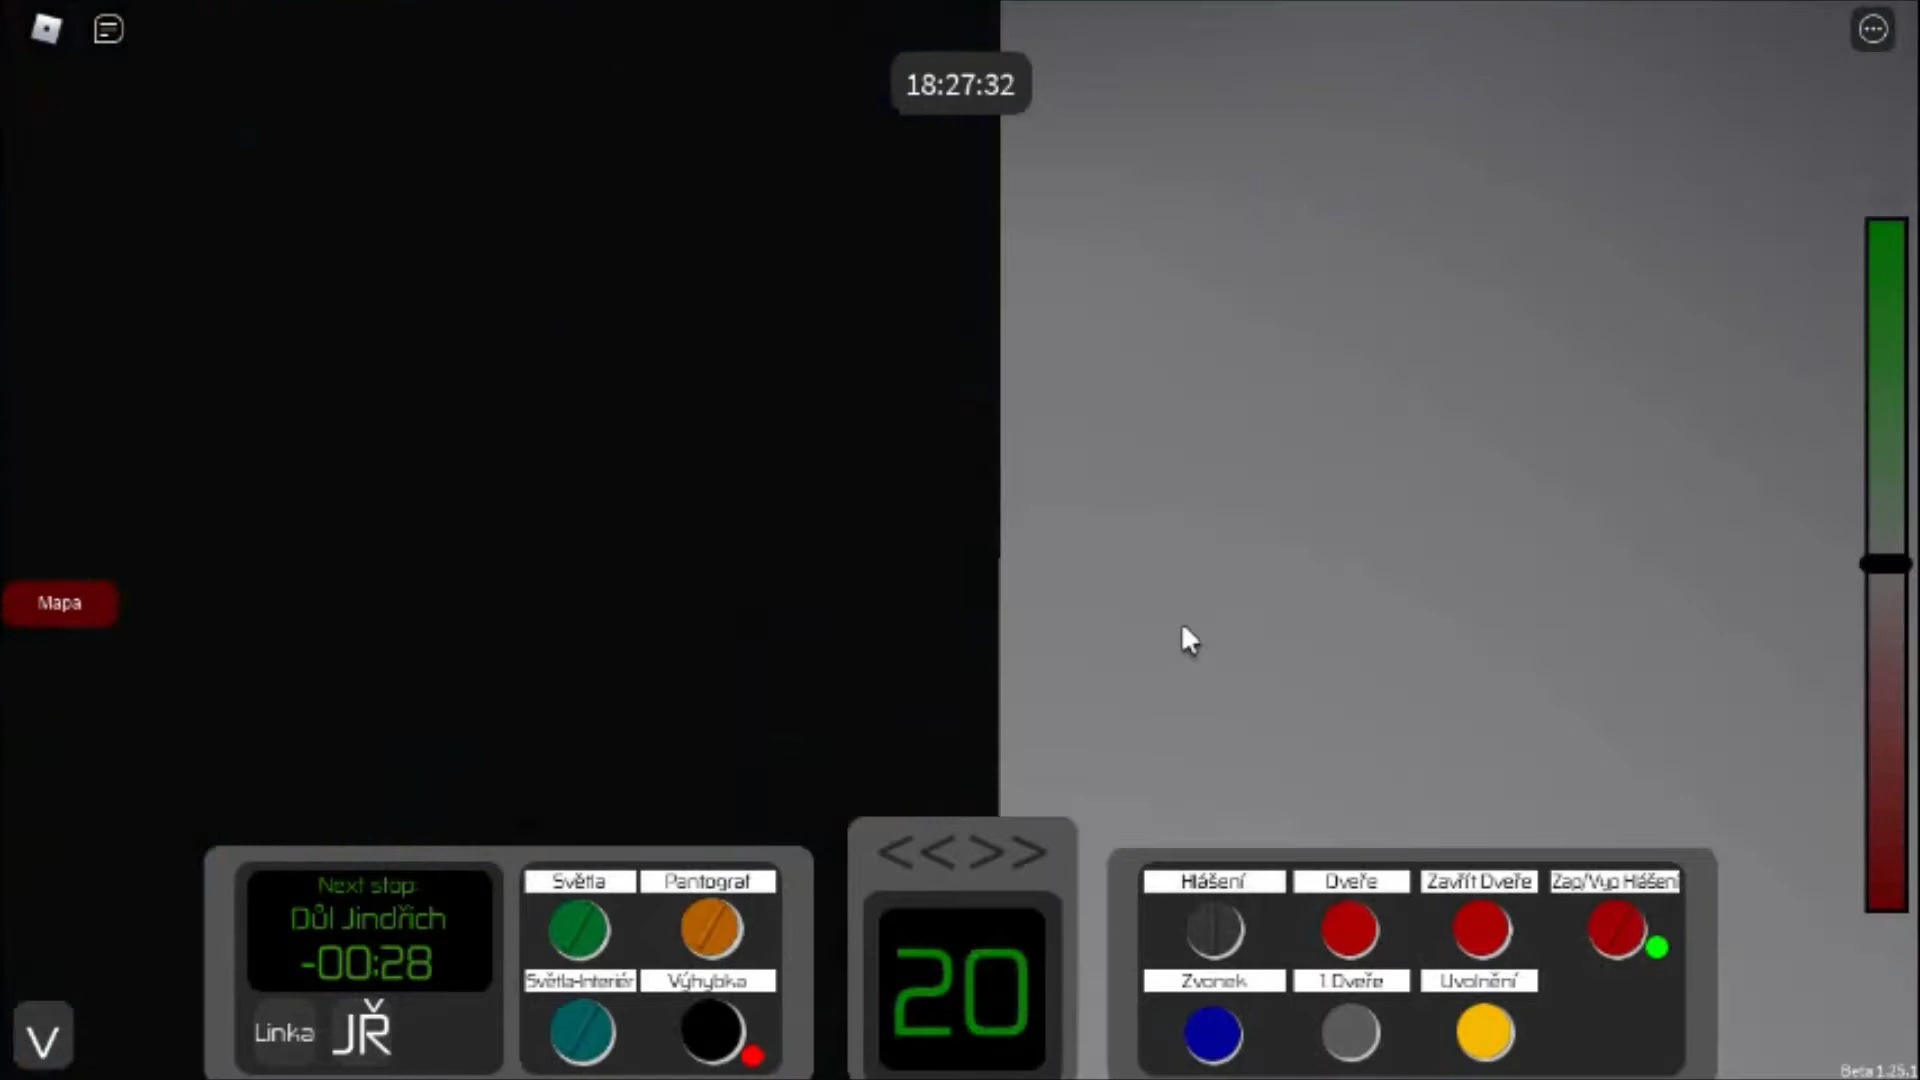 18:27:32
Mapa
Next stop:
Důl Jindřich
-00:28
Linka JŘ
Světla
Pantograf
Světla-Interiér
Výhybka
<< >>
20
Hlášení
Dveře
Zavřít Dveře
Zap/Vyp Hlášení
Zvonek
1.Dveře
Uvolnění
V
Beta 1.25.1